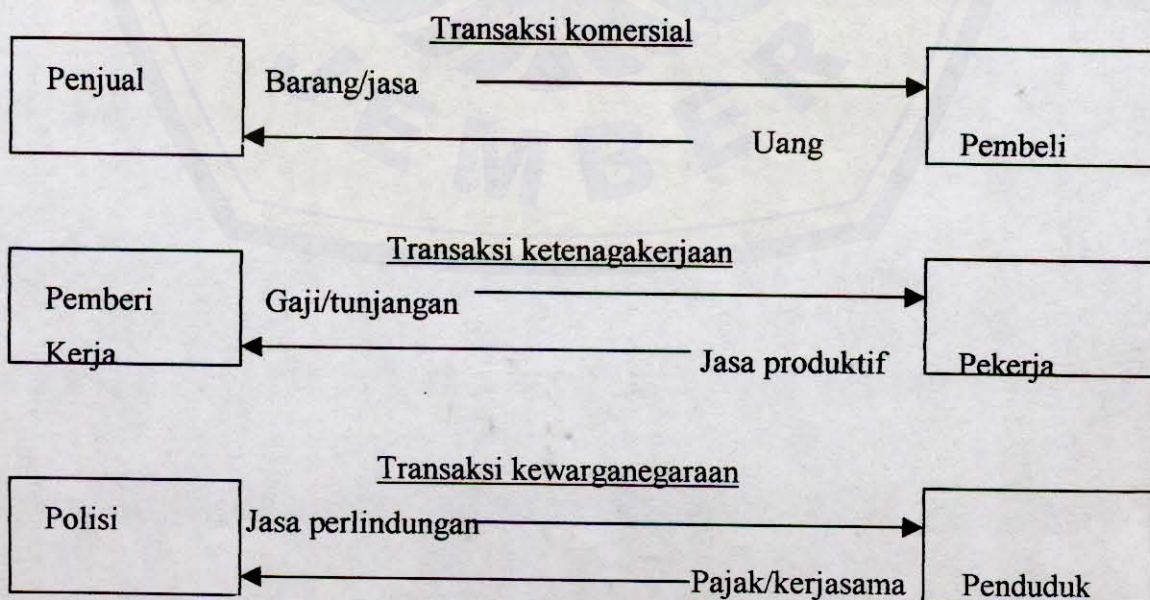 Transaksi komersial
Penjual Barang/jasa
Uang Pembeli
Transaksi ketenagakerjaan
Pemberi Gaji/tunjangan
Kerja Jasa produktif Pekerja
Transaksi kewarganegaraan
Polisi Jasa perlindungan
Pajak/kerjasama Penduduk